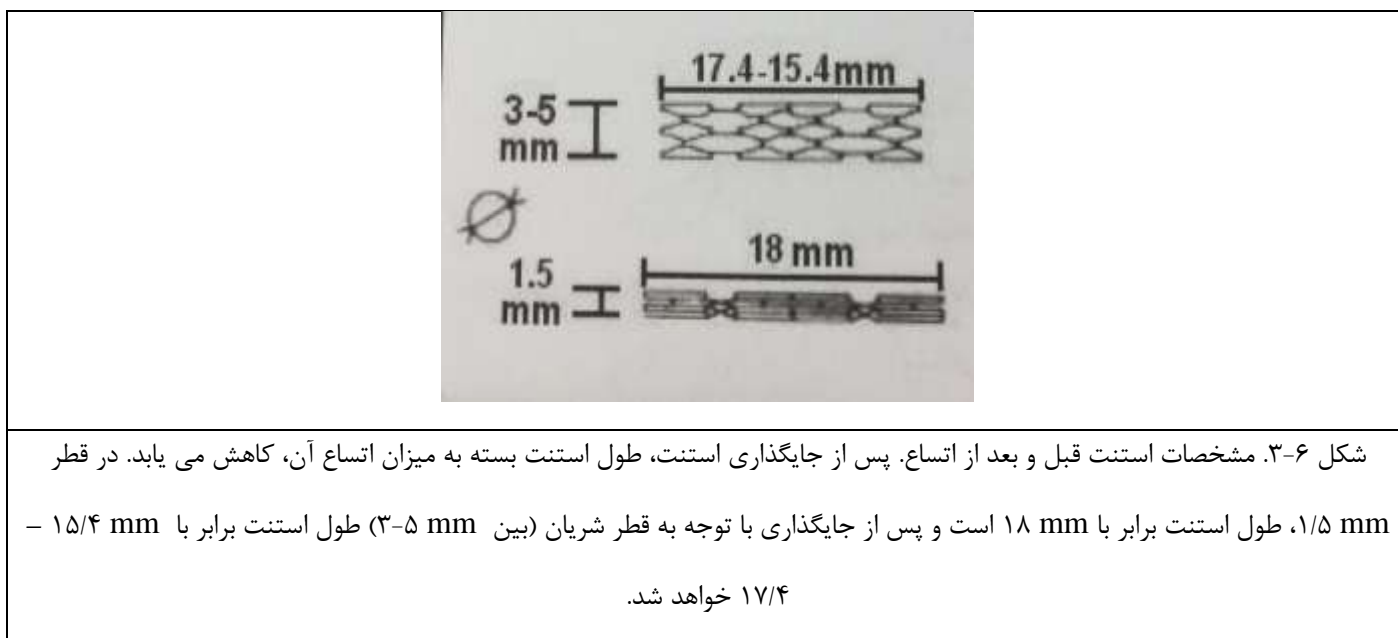 17.4-15.4mm
3-5
mm
18 mm
1.5
mm
شکل ۶-۳. مشخصات استنت قبل و بعد از اتساع. پس از جایگذاری استنت، طول استنت بسته به میزان اتساع آن، کاهش می یابد. در قطر
۱/۵ mm، طول استنت برابر با ۱۸ mm است و پس از جایگذاری با توجه به قطر شریان (بین ۳-۵ mm) طول استنت برابر با ۱۵/۴ mm –
۱۷/۴ خواهد شد.